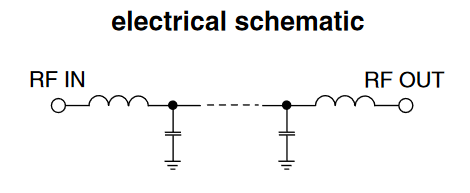 electrical schematic
RF IN
RF OUT